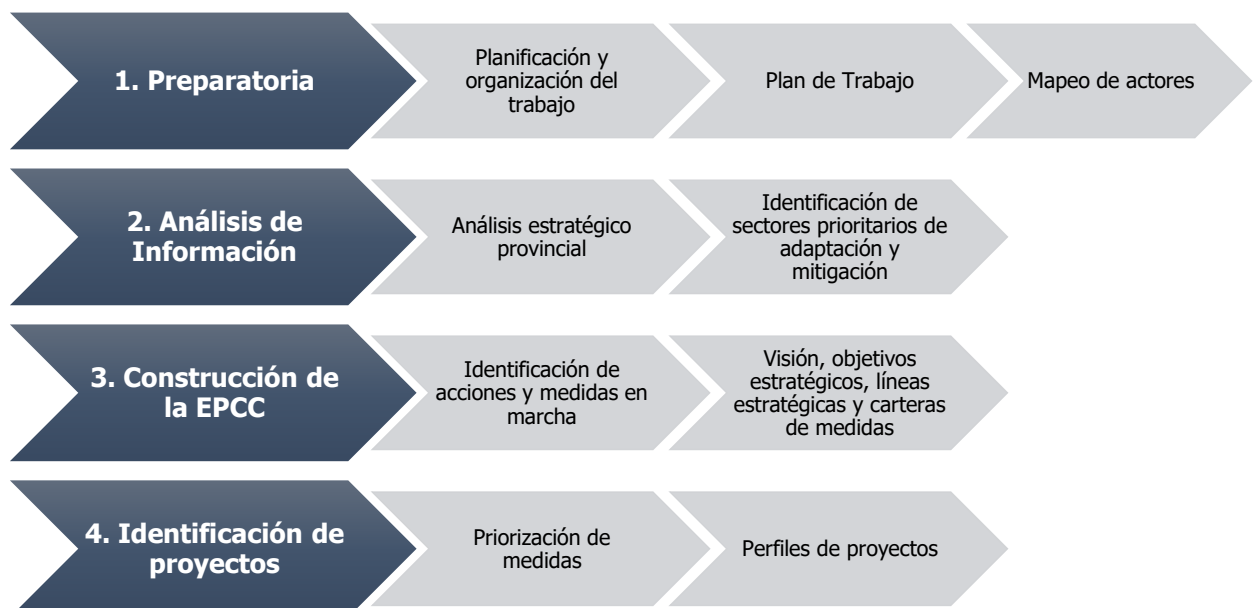 1. Preparatoria
Planificación y
organización del
trabajo
Plan de Trabajo
Mapeo de actores
2. Análisis de
Información
Análisis estratégico
provincial
Identificación de
sectores prioritarios de
adaptación y
mitigación
3. Construcción de
la EPCC
Identificación de
acciones y medidas en
marcha
Visión, objetivos
estratégicos, líneas
estratégicas y carteras
de medidas
4. Identificación de
proyectos
Priorización de
medidas
Perfiles de proyectos